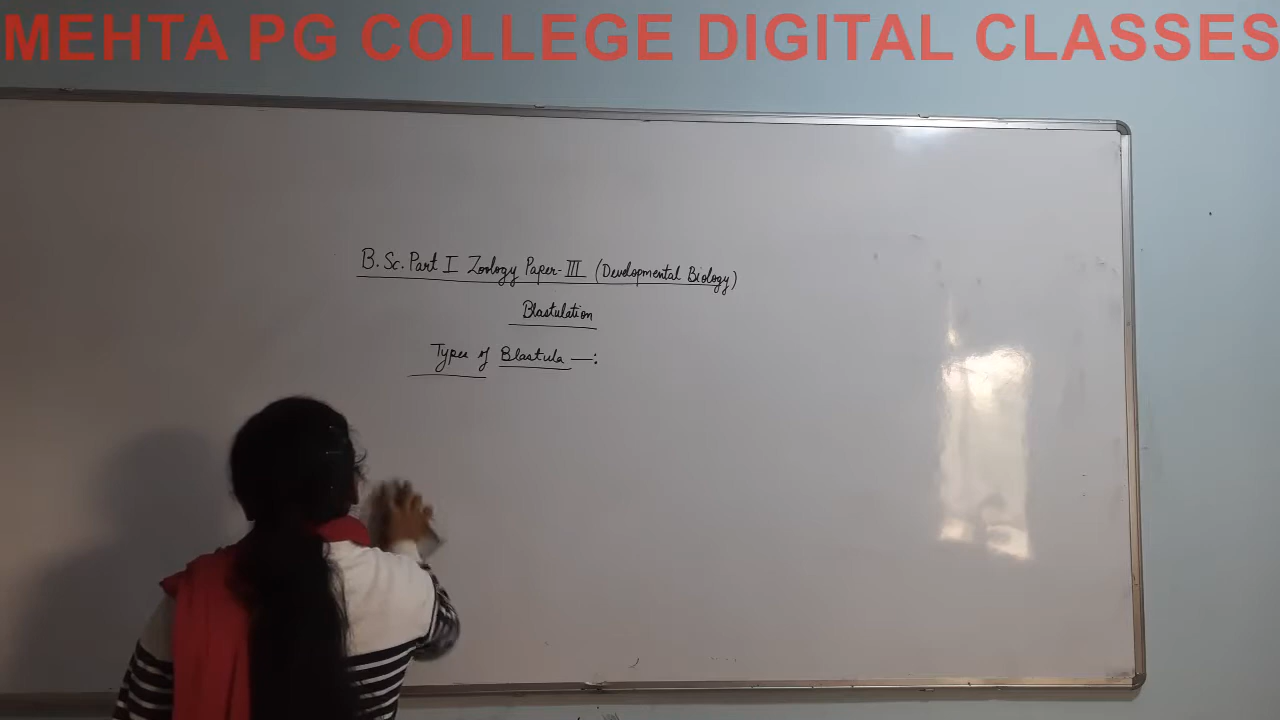 MEHTA PG COLLEGE DIGITAL CLASSES
B.Sc. Part I Zoology Paper-III (Developmental Biology)
Blastulation
Types of Blastula —: